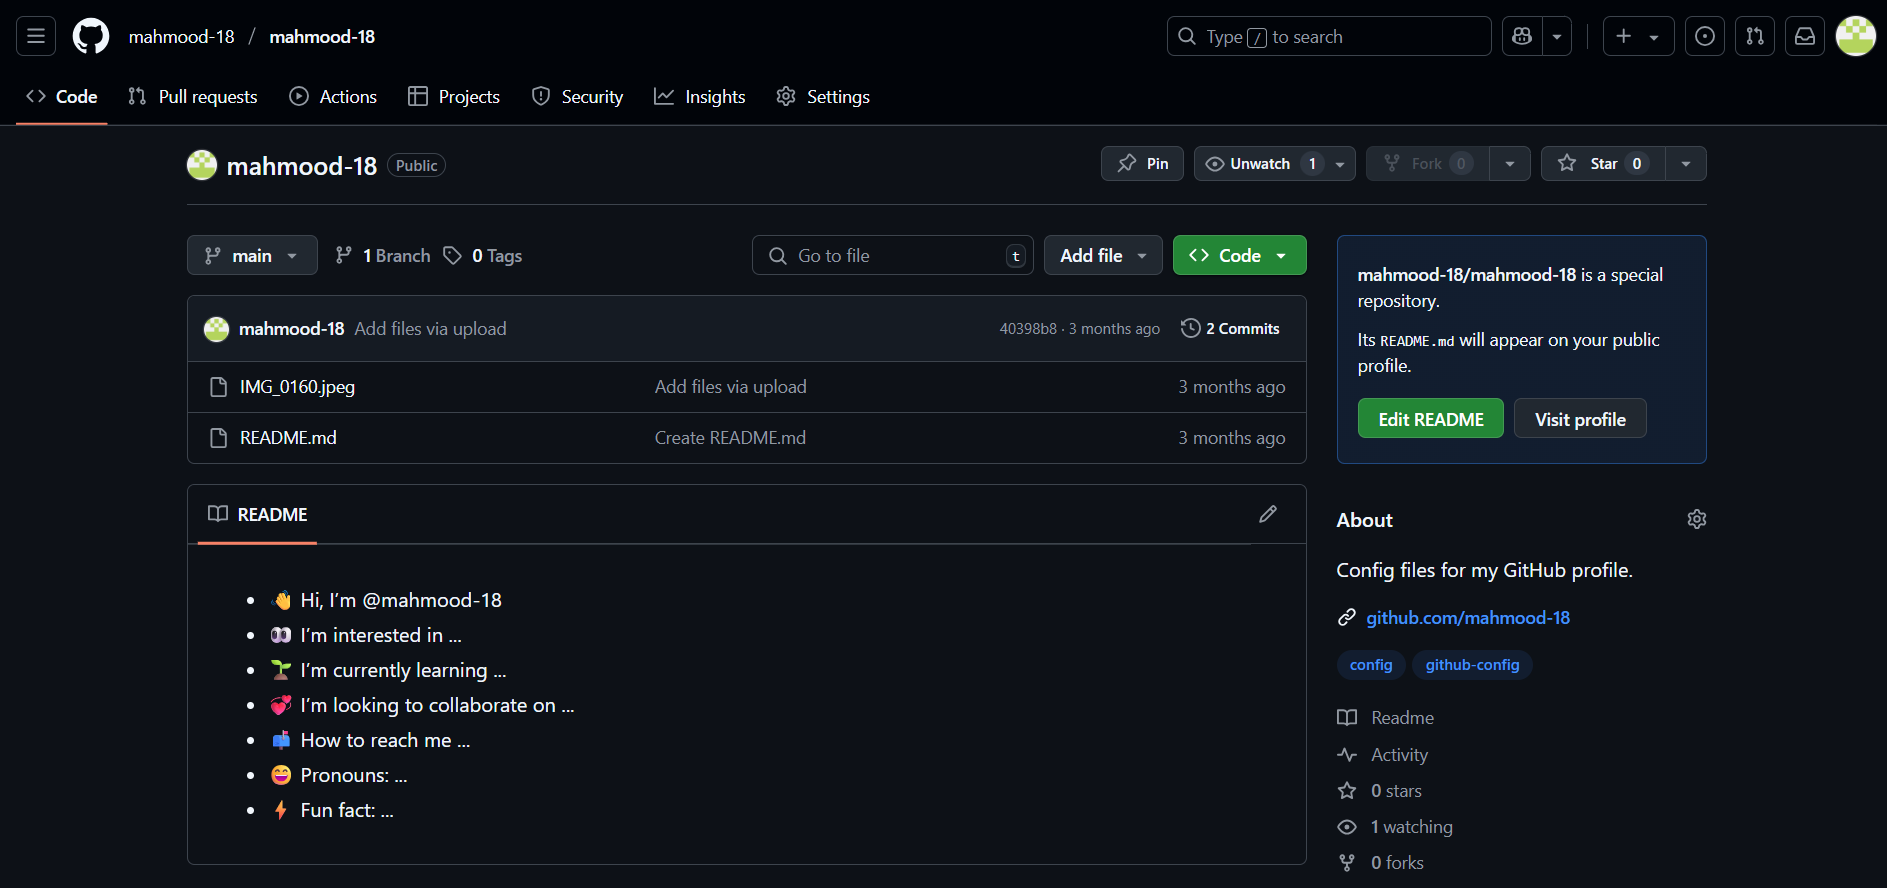 mahmood-18 / mahmood-18
Type / to search
Code
Pull requests
Actions
Projects
Security
Insights
Settings
mahmood-18 Public
Pin
Unwatch 1
Fork 0
Star 0
main
1 Branch
0 Tags
Go to file t
Add file
Code
mahmood-18 Add files via upload 40398b8 · 3 months ago 2 Commits
IMG_0160.jpeg Add files via upload 3 months ago
README.md Create README.md 3 months ago
README
👋 Hi, I’m @mahmood-18
👀 I’m interested in ...
🌱 I’m currently learning ...
💞️ I’m looking to collaborate on ...
📫 How to reach me ...
😄 Pronouns: ...
⚡ Fun fact: ...
mahmood-18/mahmood-18 is a special
repository.
Its README.md will appear on your public
profile.
Edit README
Visit profile
About
Config files for my GitHub profile.
github.com/mahmood-18
config
github-config
Readme
Activity
0 stars
1 watching
0 forks